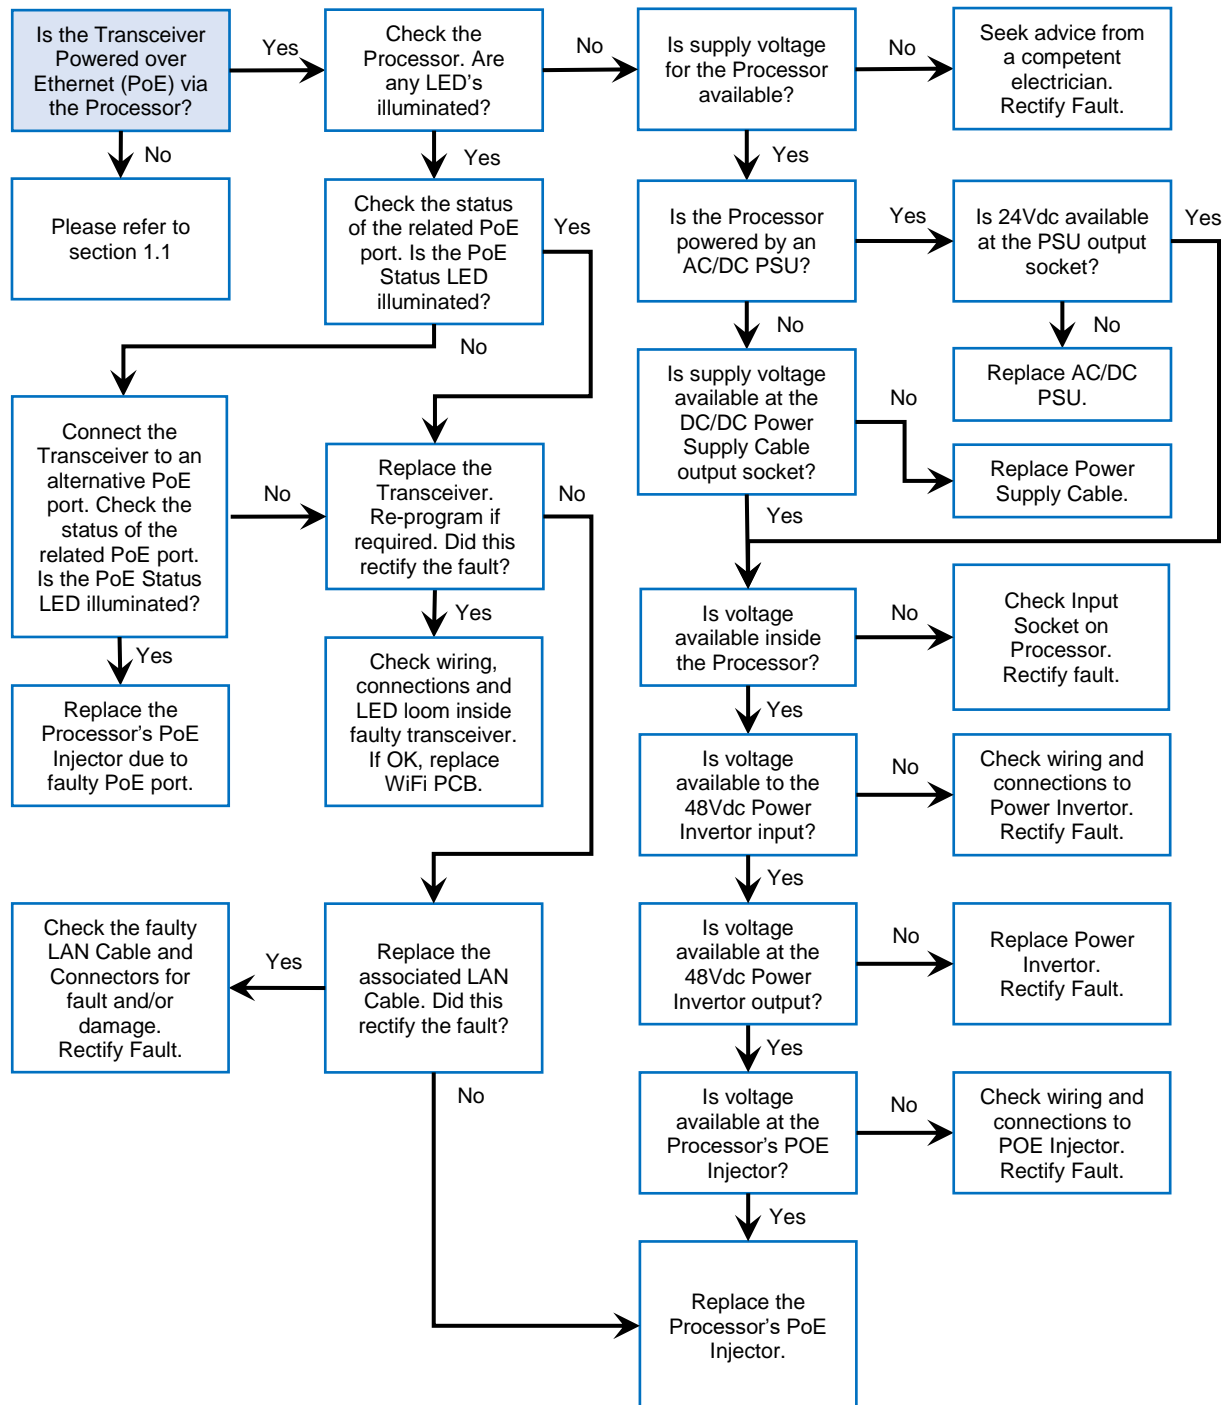 Is the Transceiver
Powered over
Ethernet (PoE) via
the Processor?
Yes
Check the
Processor. Are
any LED's
illuminated?
No
Is supply voltage
for the Processor
available?
No
Seek advice from
a competent
electrician.
Rectify Fault.
No
Yes
Yes
Please refer to
section 1.1
Check the status
of the related PoE
port. Is the PoE
Status LED
illuminated?
Yes
Is the Processor
powered by an
AC/DC PSU?
Yes
Is 24Vdc available
at the PSU output
socket?
Yes
No
No
No
Connect the
Transceiver to an
alternative PoE
port. Check the
status of the
related PoE port.
Is the PoE Status
LED illuminated?
No
Replace the
Transceiver.
Re-program if
required. Did this
rectify the fault?
No
Is supply voltage
available at the
DC/DC Power
Supply Cable
output socket?
No
Replace AC/DC
PSU.
Replace Power
Supply Cable.
Yes
Yes
Yes
Replace the
Processor’s PoE
Injector due to
faulty PoE port.
Check wiring,
connections and
LED loom inside
faulty transceiver.
If OK, replace
WiFi PCB.
Is voltage
available inside
the Processor?
No
Check Input
Socket on
Processor.
Rectify fault.
Yes
Is voltage
available to the
48Vdc Power
Invertor input?
No
Check wiring and
connections to
Power Invertor.
Rectify Fault.
Yes
Check the faulty
LAN Cable and
Connectors for
fault and/or
damage.
Rectify Fault.
Yes
Replace the
associated LAN
Cable. Did this
rectify the fault?
Is voltage
available at the
48Vdc Power
Invertor output?
No
Replace Power
Invertor.
Rectify Fault.
Yes
No
Is voltage
available at the
Processor’s POE
Injector?
No
Check wiring and
connections to
POE Injector.
Rectify Fault.
Yes
Replace the
Processor’s PoE
Injector.